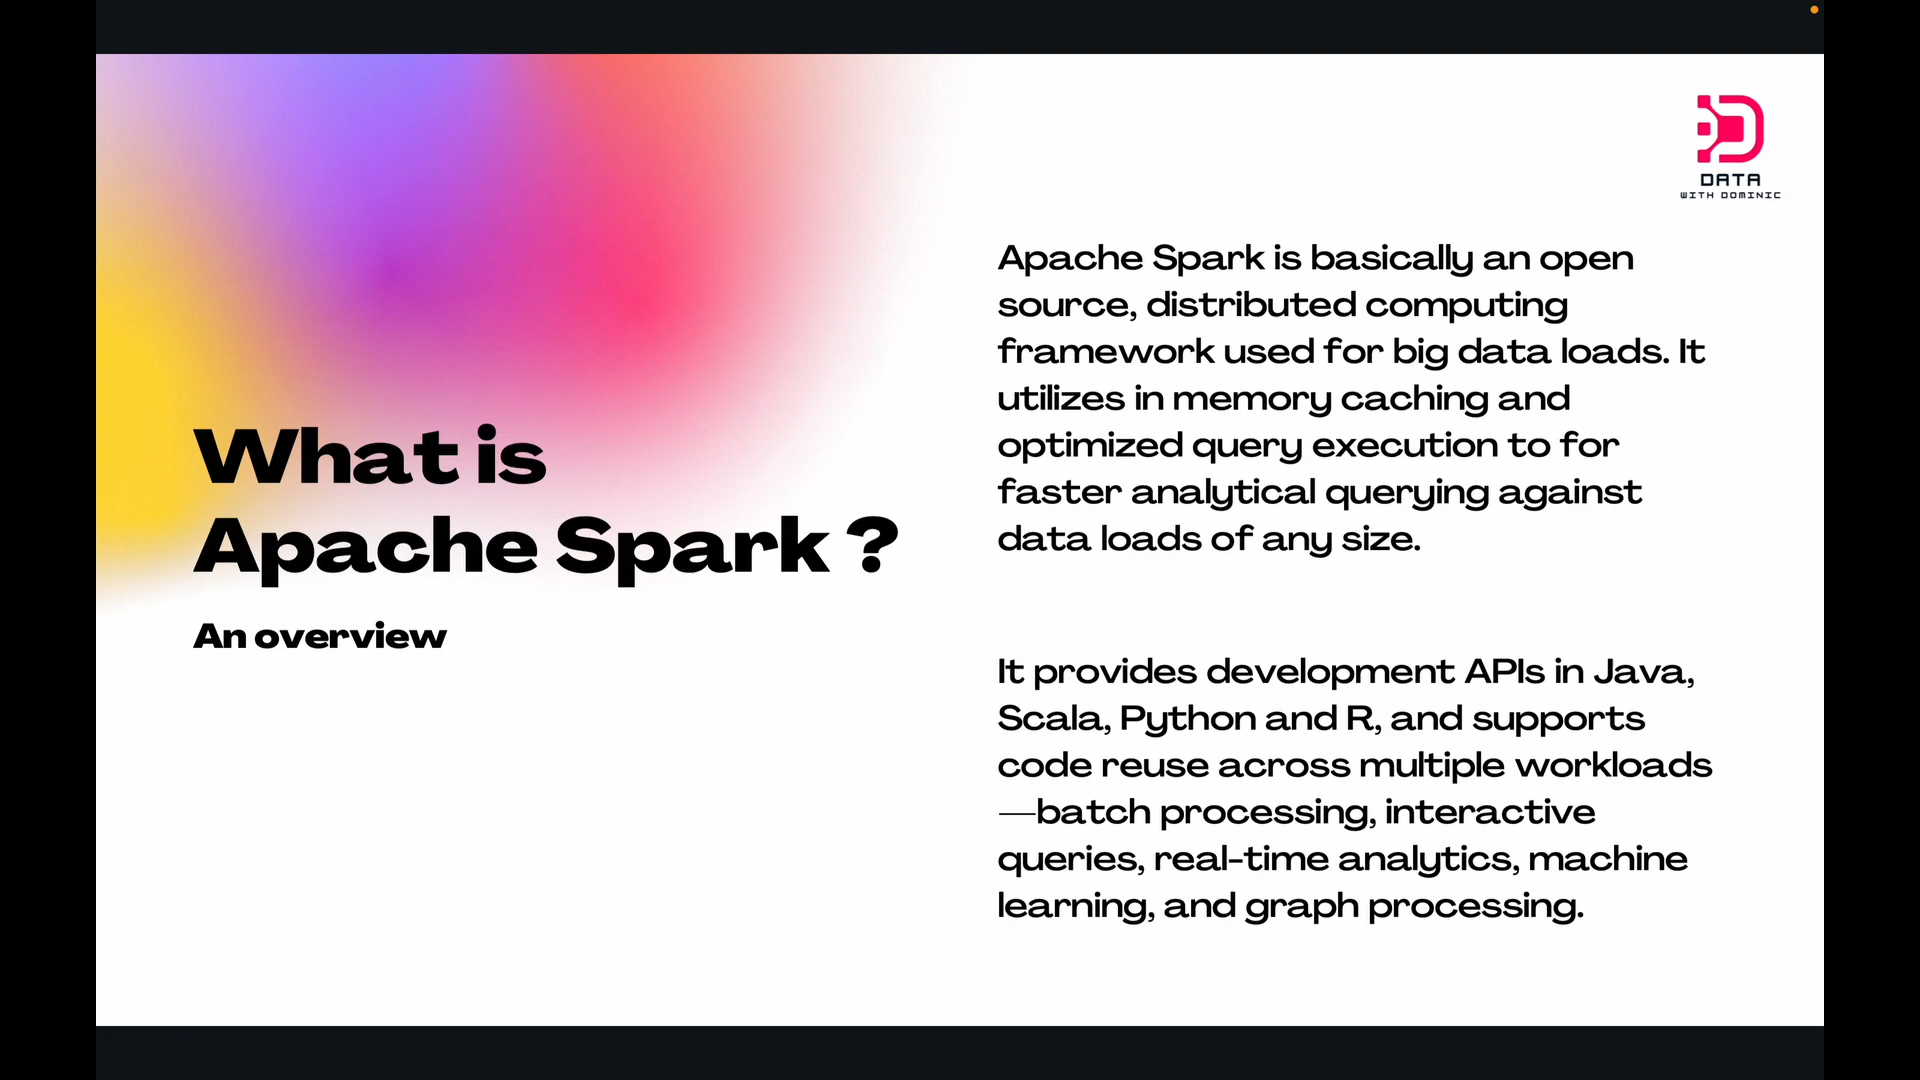 DATA
WITH DOMINIC
What is
Apache Spark ?
An overview
Apache Spark is basically an open
source, distributed computing
framework used for big data loads. It
utilizes in memory caching and
optimized query execution to for
faster analytical querying against
data loads of any size.
It provides development APIs in Java,
Scala, Python and R, and supports
code reuse across multiple workloads
—batch processing, interactive
queries, real-time analytics, machine
learning, and graph processing.